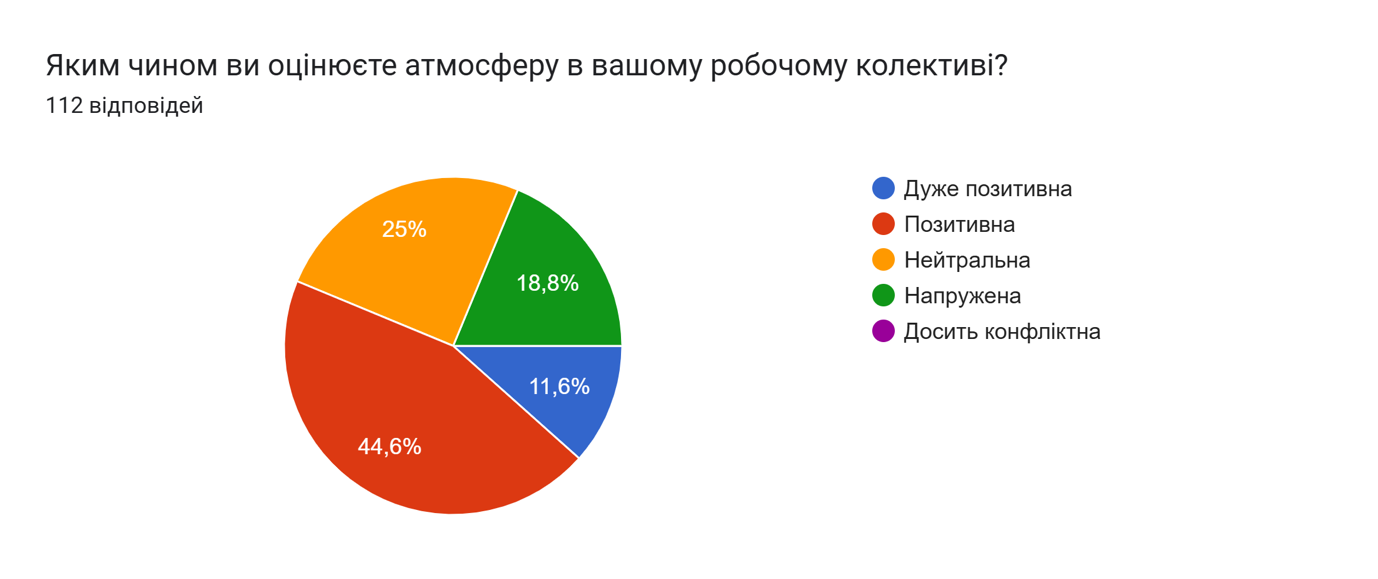 Яким чином ви оцінюєте атмосферу в вашому робочому колективі?
112 відповідей
25%
18,8%
11,6%
44,6%
Дуже позитивна
Позитивна
Нейтральна
Напружена
Досить конфліктна